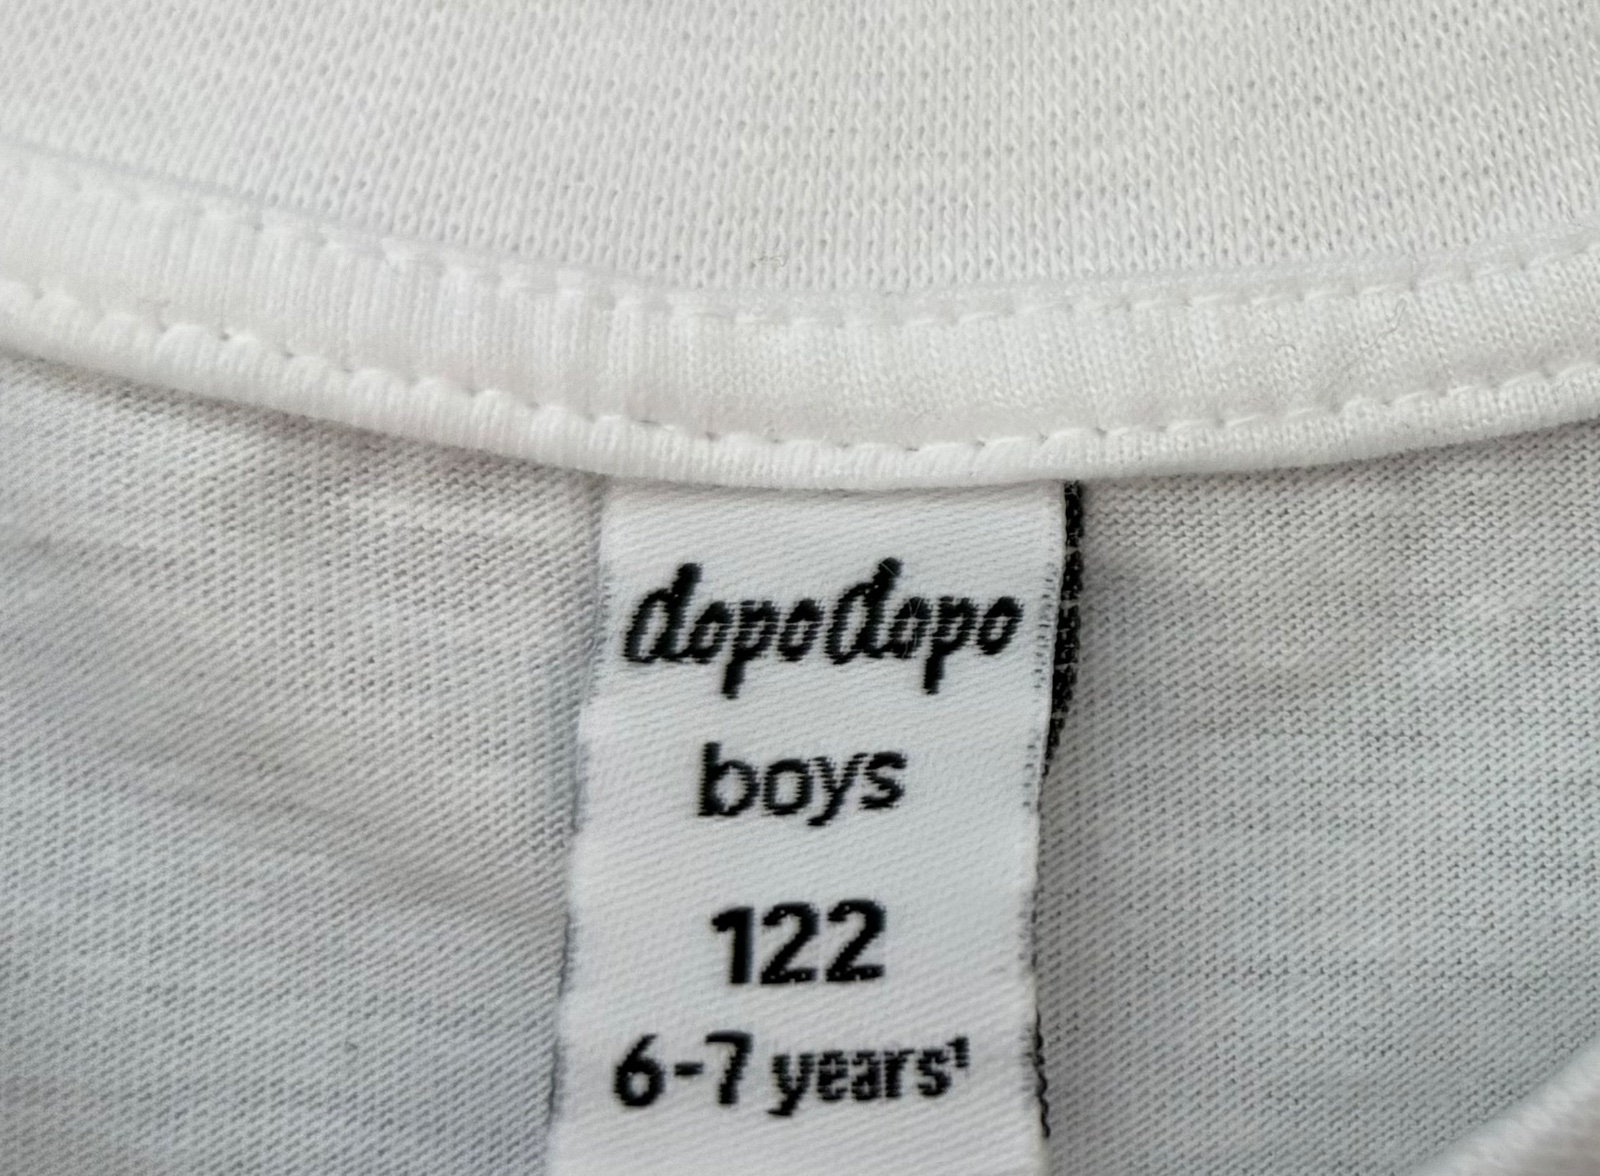 dopodopo
boys
122
6-7 years¹